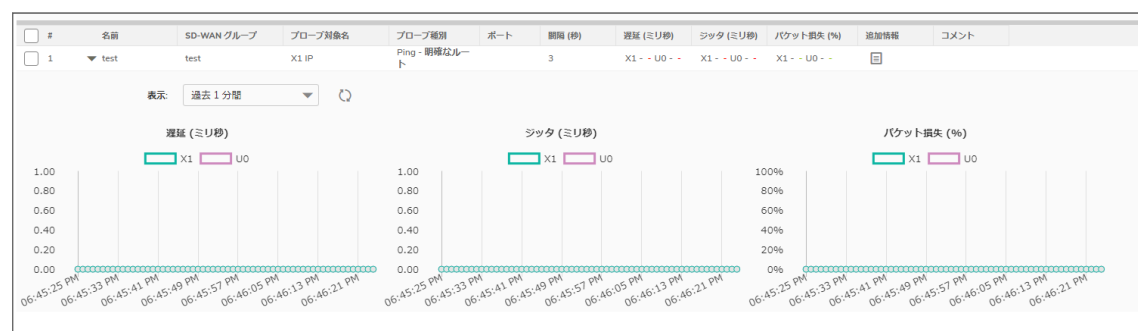 # 名前 SD-WAN グループ プローブ対象名 プローブ種別 ポート 間隔 (秒) 遅延 (ミリ秒) ジッタ (ミリ秒) パケット損失 (%) 追加情報 コメント
1 test test X1 IP Ping - 明確なルート 3 X1 - - U0 - - X1 - - U0 - - X1 - - U0 - -
表示: 過去 1 分間
遅延 (ミリ秒)
X1 U0
1.00
0.80
0.60
0.40
0.20
0.00
06:45:25 PM 06:45:33 PM 06:45:41 PM 06:45:49 PM 06:45:57 PM 06:46:05 PM 06:46:13 PM 06:46:21 PM
ジッタ (ミリ秒)
X1 U0
1.00
0.80
0.60
0.40
0.20
0.00
06:45:25 PM 06:45:33 PM 06:45:41 PM 06:45:49 PM 06:45:57 PM 06:46:05 PM 06:46:13 PM 06:46:21 PM
パケット損失 (%)
X1 U0
100%
80%
60%
40%
20%
0%
06:45:25 PM 06:45:33 PM 06:45:41 PM 06:45:49 PM 06:45:57 PM 06:46:05 PM 06:46:13 PM 06:46:21 PM